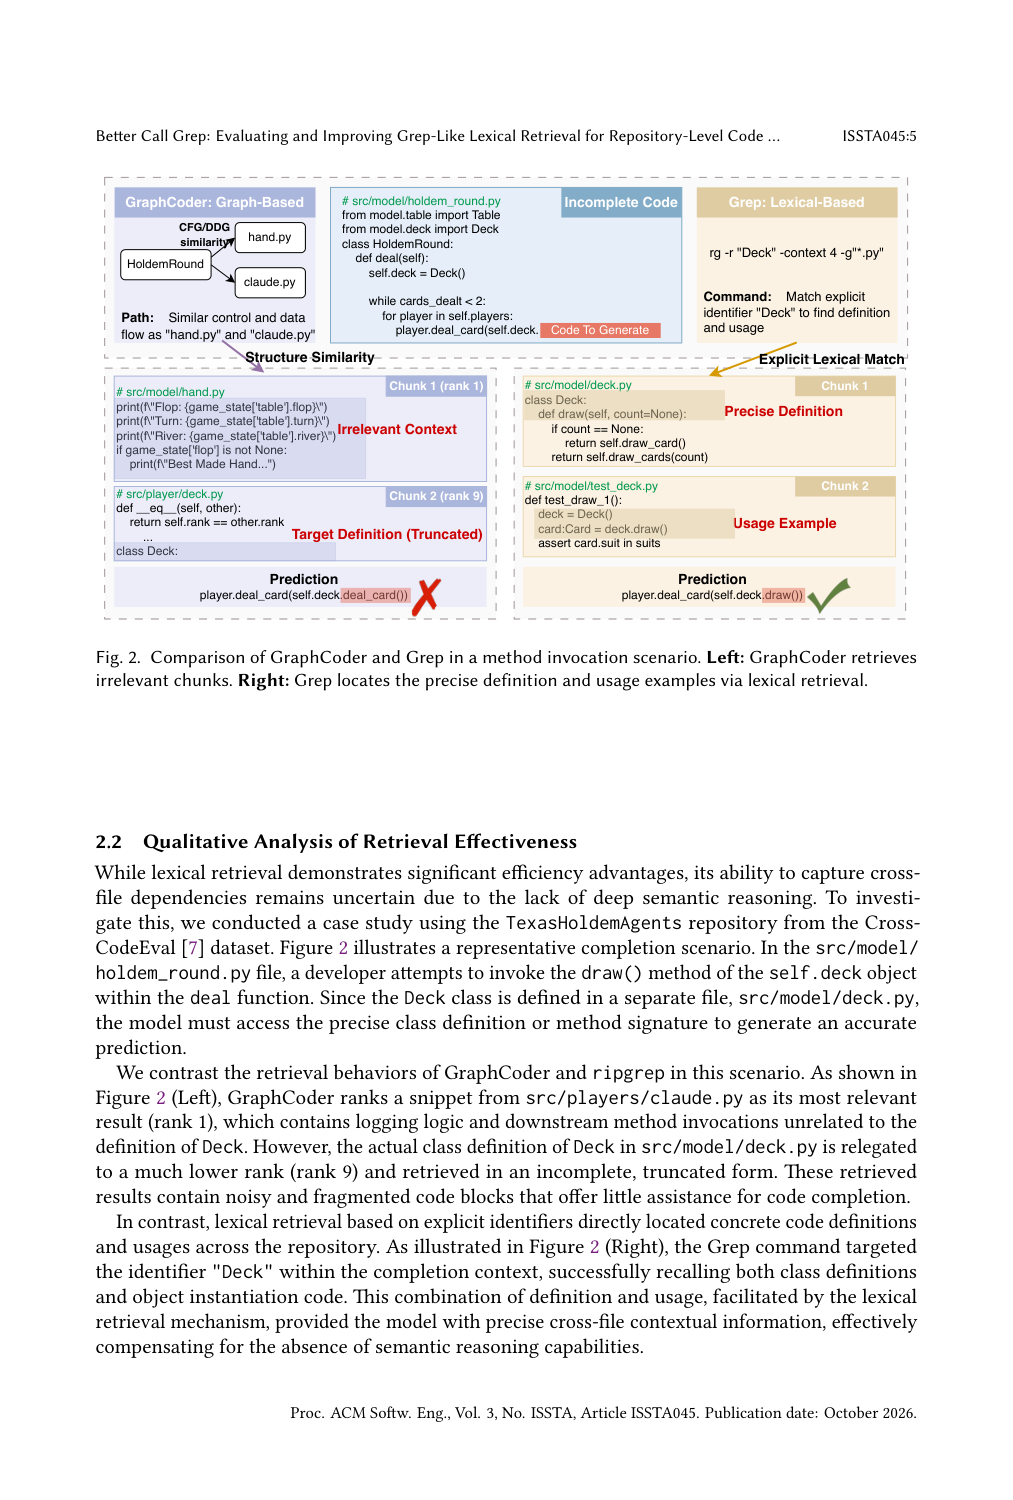 Better Call Grep: Evaluating and Improving Grep-Like Lexical Retrieval for Repository-Level Code ...    ISSTA045:5
GraphCoder: Graph-Based
CFG/DDG
similarity
HoldemRound
hand.py
claude.py
Path: Similar control and data
flow as "hand.py" and "claude.py"
Incomplete Code
# src/model/holdem_round.py
from model.table import Table
from model.deck import Deck
class HoldemRound:
def deal(self):
self.deck = Deck()
while cards_dealt < 2:
for player in self.players:
player.deal_card(self.deck. Code To Generate
Grep: Lexical-Based
rg -r "Deck" -context 4 -g"*.py"
Command: Match explicit
identifier "Deck" to find definition
and usage
Structure Similarity
Explicit Lexical Match
Chunk 1 (rank 1)
# src/model/hand.py
print(f\"Flop: {game_state['table'].flop}\")
print(f\"Turn: {game_state['table'].turn}\")
print(f\"River: {game_state['table'].river}\")
if game_state['flop'] is not None:
print(f\"Best Made Hand...")
Irrelevant Context
Chunk 2 (rank 9)
# src/player/deck.py
def __eq__(self, other):
return self.rank == other.rank
...
class Deck:
Target Definition (Truncated)
Prediction
player.deal_card(self.deck.deal_card())
Chunk 1
# src/model/deck.py
class Deck:
def draw(self, count=None):
if count == None:
return self.draw_card()
return self.draw_cards(count)
Precise Definition
Chunk 2
# src/model/test_deck.py
def test_draw_1():
deck = Deck()
card:Card = deck.draw()
assert card.suit in suits
Usage Example
Prediction
player.deal_card(self.deck.draw())
Fig. 2. Comparison of GraphCoder and Grep in a method invocation scenario. Left: GraphCoder retrieves
irrelevant chunks. Right: Grep locates the precise definition and usage examples via lexical retrieval.
2.2 Qualitative Analysis of Retrieval Effectiveness
While lexical retrieval demonstrates significant efficiency advantages, its ability to capture cross-
file dependencies remains uncertain due to the lack of deep semantic reasoning. To investi-
gate this, we conducted a case study using the TexasHoldemAgents repository from the Cross-
CodeEval [7] dataset. Figure 2 illustrates a representative completion scenario. In the src/model/
holdem_round.py file, a developer attempts to invoke the draw() method of the self.deck object
within the deal function. Since the Deck class is defined in a separate file, src/model/deck.py,
the model must access the precise class definition or method signature to generate an accurate
prediction.
We contrast the retrieval behaviors of GraphCoder and ripgrep in this scenario. As shown in
Figure 2 (Left), GraphCoder ranks a snippet from src/players/claude.py as its most relevant
result (rank 1), which contains logging logic and downstream method invocations unrelated to the
definition of Deck. However, the actual class definition of Deck in src/model/deck.py is relegated
to a much lower rank (rank 9) and retrieved in an incomplete, truncated form. These retrieved
results contain noisy and fragmented code blocks that offer little assistance for code completion.
In contrast, lexical retrieval based on explicit identifiers directly located concrete code definitions
and usages across the repository. As illustrated in Figure 2 (Right), the Grep command targeted
the identifier "Deck" within the completion context, successfully recalling both class definitions
and object instantiation code. This combination of definition and usage, facilitated by the lexical
retrieval mechanism, provided the model with precise cross-file contextual information, effectively
compensating for the absence of semantic reasoning capabilities.
Proc. ACM Softw. Eng., Vol. 3, No. ISSTA, Article ISSTA045. Publication date: October 2026.